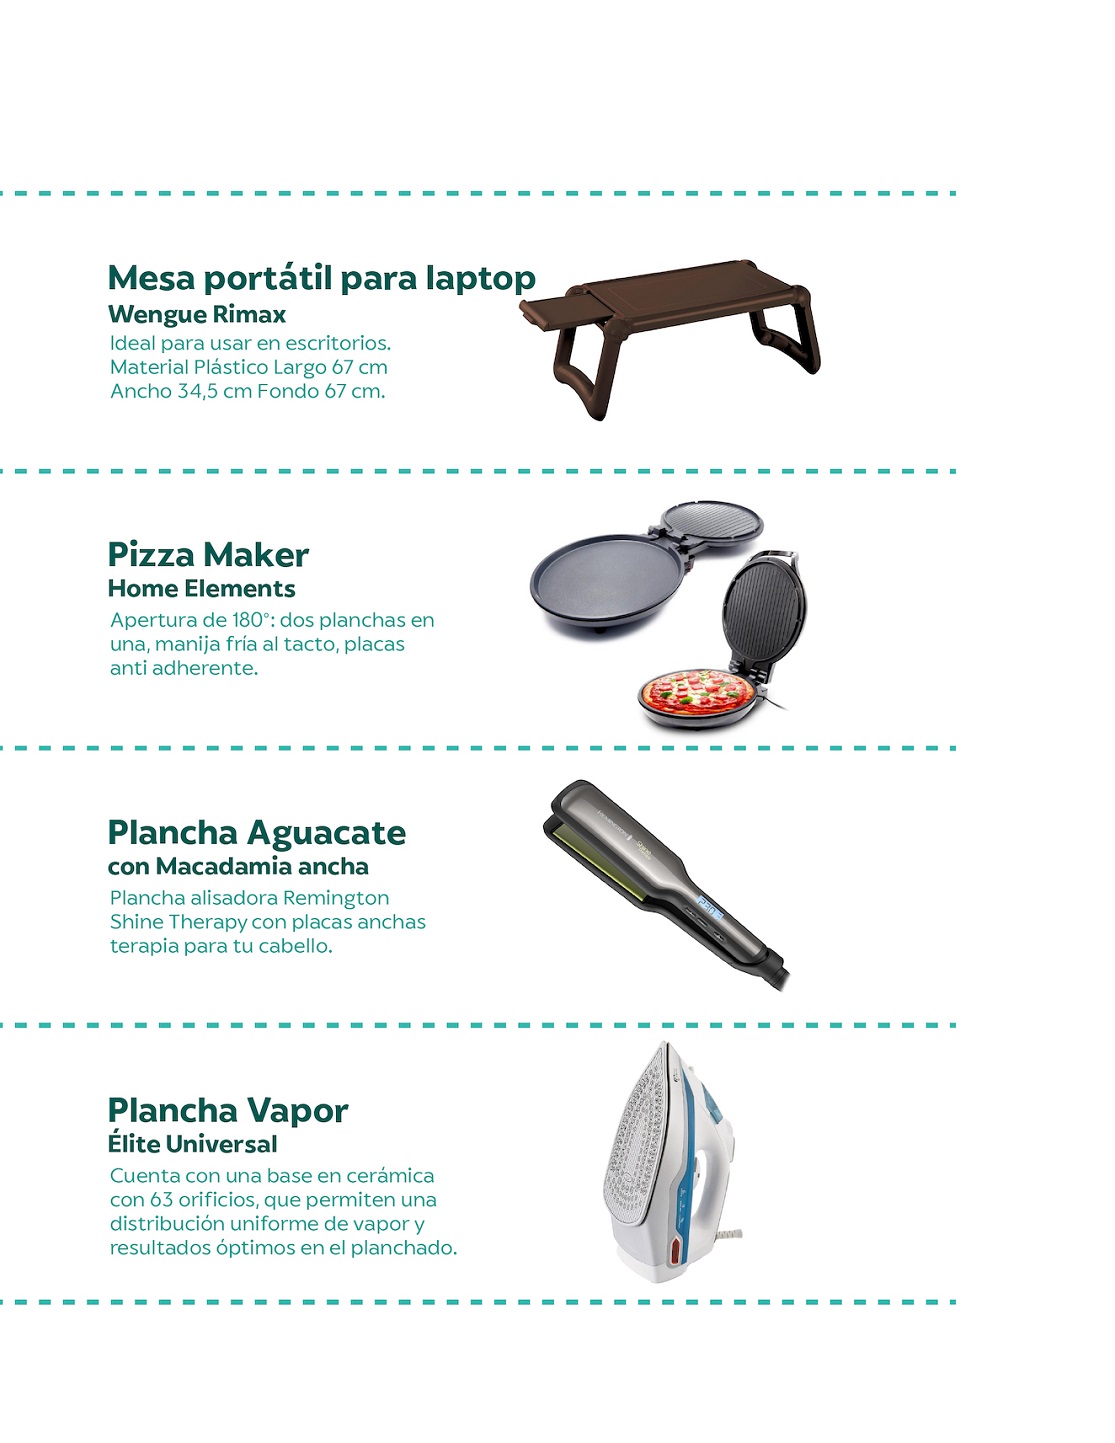 Mesa portátil para laptop
Wengue Rimax
Ideal para usar en escritorios.
Material Plástico Largo 67 cm
Ancho 34,5 cm Fondo 67 cm.
Pizza Maker
Home Elements
Apertura de 180°: dos planchas en
una, manija fría al tacto, placas
anti adherente.
Plancha Aguacate
con Macadamia ancha
Plancha alisadora Remington
Shine Therapy con placas anchas
terapia para tu cabello.
REMINGTON
Plancha Vapor
Élite Universal
Cuenta con una base en cerámica
con 63 orificios, que permiten una
distribución uniforme de vapor y
resultados óptimos en el planchado.